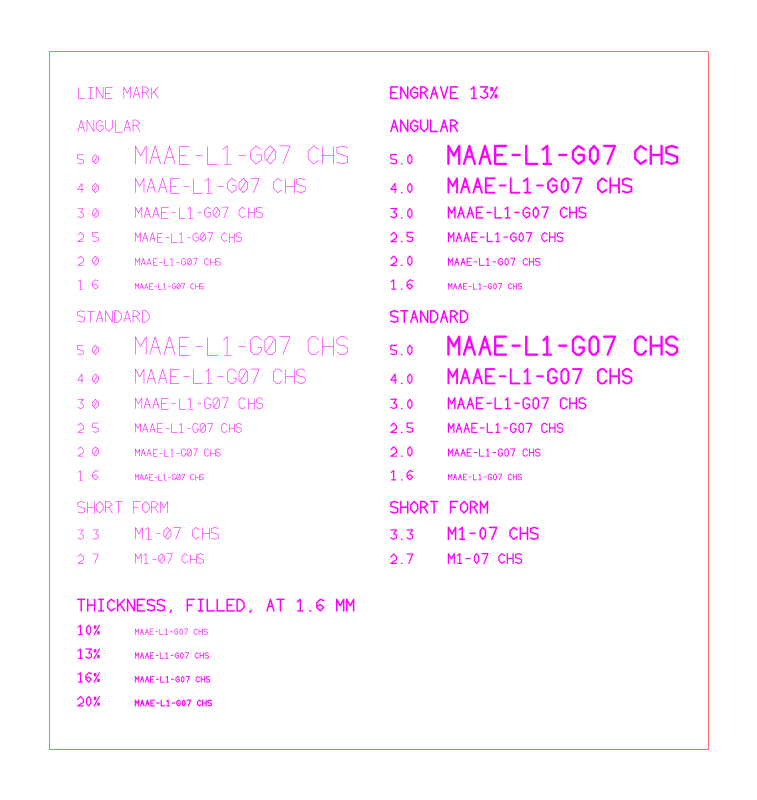 LINE MARK
ANGULAR
5 0 MAAE-L1-G07 CHS
4 0 MAAE-L1-G07 CHS
3 0 MAAE-L1-G07 CHS
2 5 MAAE-L1-G07 CHS
2 0 MAAE-L1-G07 CHS
1 6 MAAE-L1-G07 CHS
STANDARD
5 0 MAAE-L1-G07 CHS
4 0 MAAE-L1-G07 CHS
3 0 MAAE-L1-G07 CHS
2 5 MAAE-L1-G07 CHS
2 0 MAAE-L1-G07 CHS
1 6 MAAE-L1-G07 CHS
SHORT FORM
3 3 M1-07 CHS
2 7 M1-07 CHS
ENGRAVE 13%
ANGULAR
5.0 MAAE-L1-G07 CHS
4.0 MAAE-L1-G07 CHS
3.0 MAAE-L1-G07 CHS
2.5 MAAE-L1-G07 CHS
2.0 MAAE-L1-G07 CHS
1.6 MAAE-L1-G07 CHS
STANDARD
5.0 MAAE-L1-G07 CHS
4.0 MAAE-L1-G07 CHS
3.0 MAAE-L1-G07 CHS
2.5 MAAE-L1-G07 CHS
2.0 MAAE-L1-G07 CHS
1.6 MAAE-L1-G07 CHS
SHORT FORM
3.3 M1-07 CHS
2.7 M1-07 CHS
THICKNESS, FILLED, AT 1.6 MM
10% MAAE-L1-G07 CHS
13% MAAE-L1-G07 CHS
16% MAAE-L1-G07 CHS
20% MAAE-L1-G07 CHS